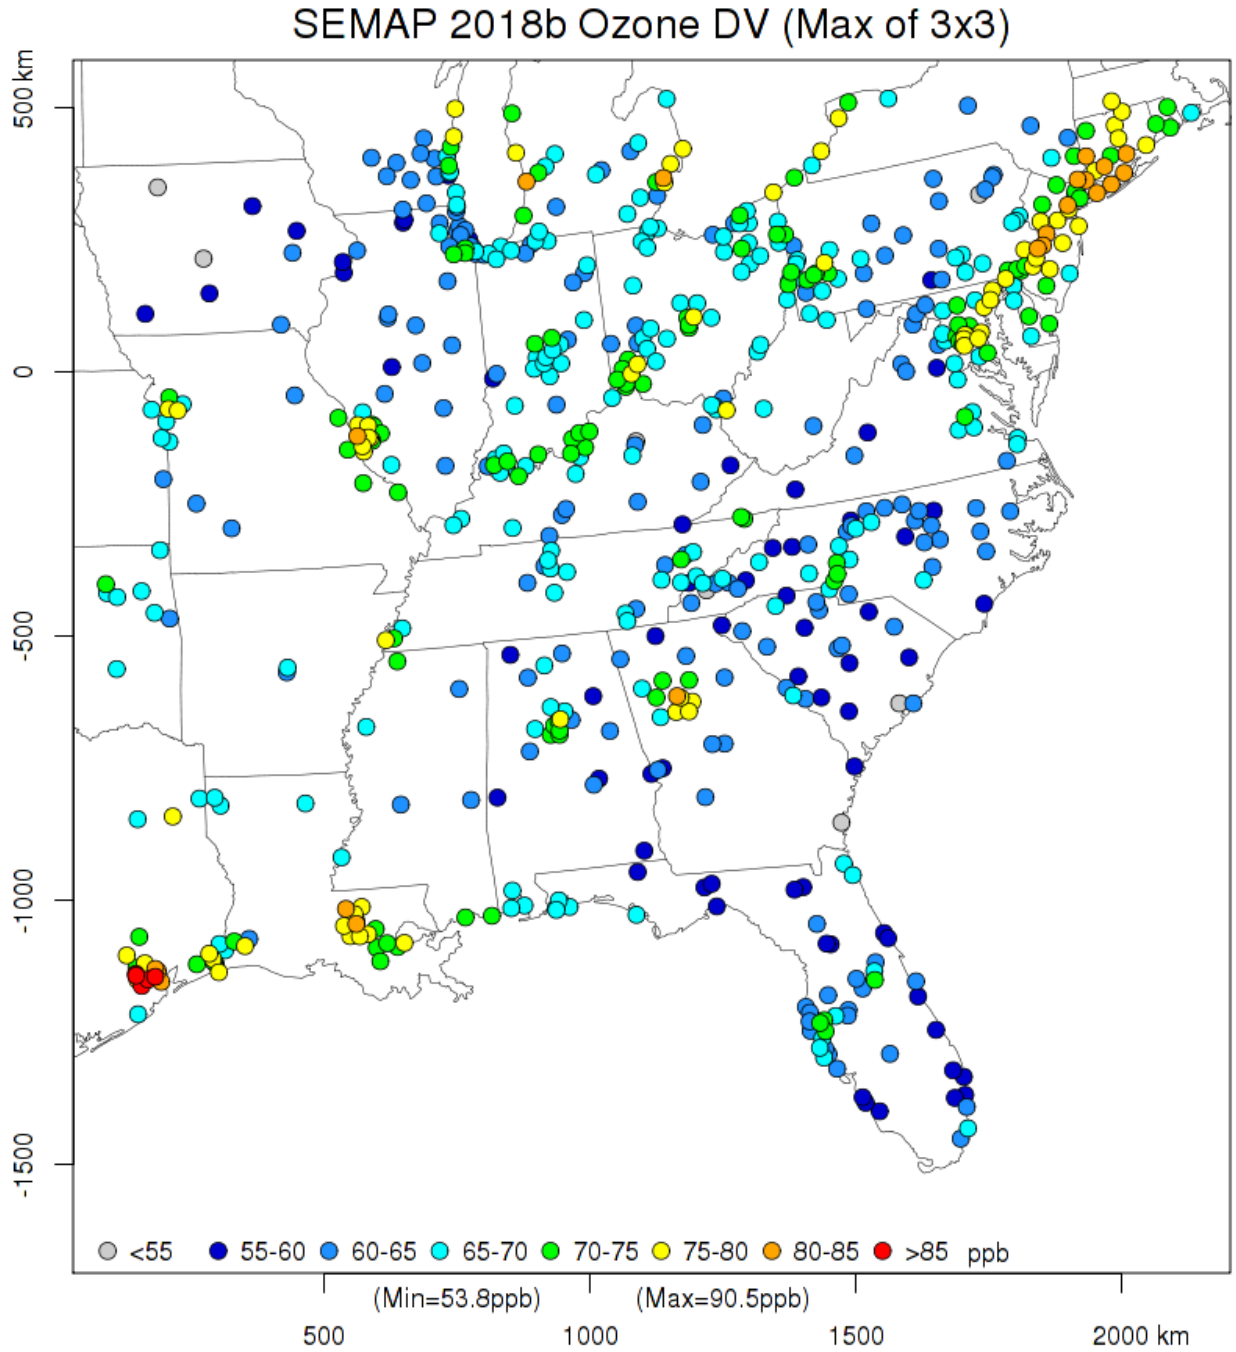 SEMAP 2018b Ozone DV (Max of 3x3)
500 km
0
-500
-1000
-1500
<55 55-60 60-65 65-70 70-75 75-80 80-85 >85 ppb
(Min=53.8ppb) (Max=90.5ppb)
500 1000 1500 2000 km